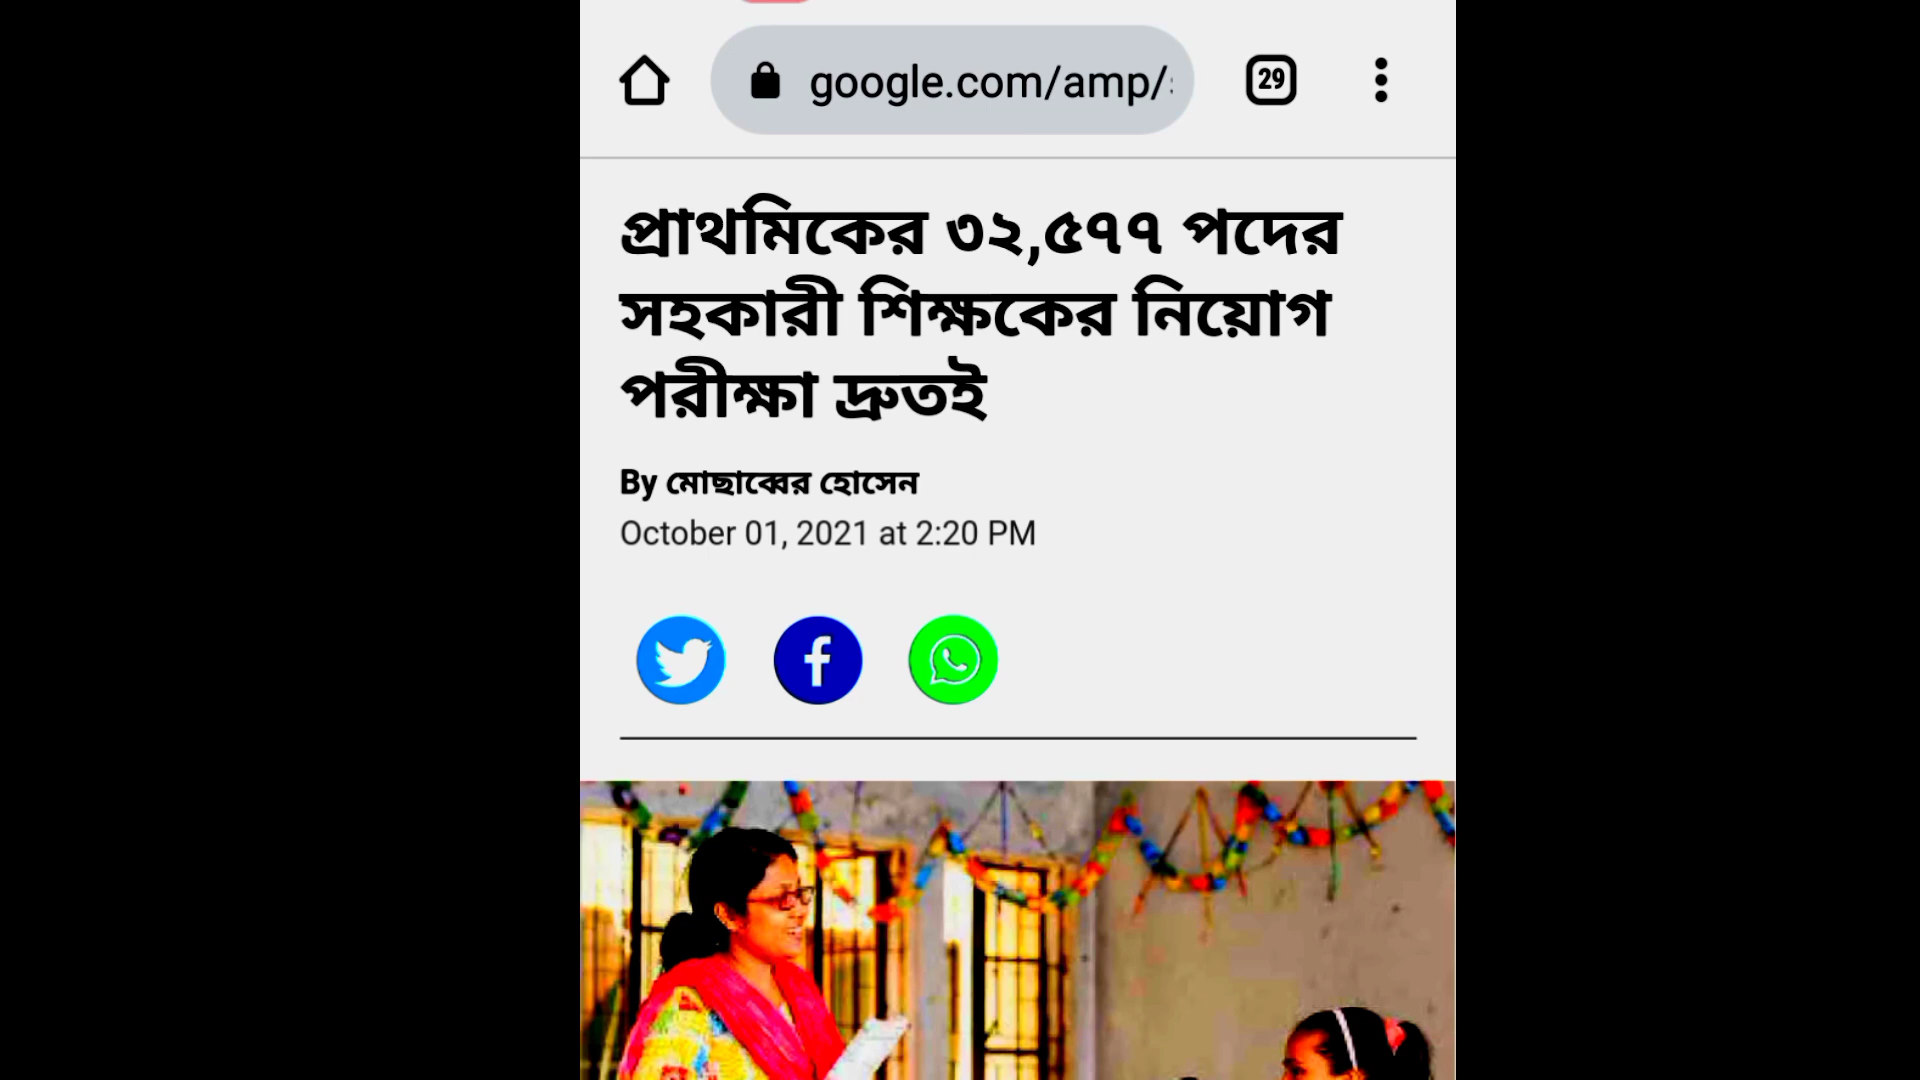 google.com/amp/
29
প্রাথমিকের ৩২,৫৭৭ পদের
সহকারী শিক্ষকের নিয়োগ
পরীক্ষা দ্রুতই
By মোছাব্বের হোসেন
October 01, 2021 at 2:20 PM